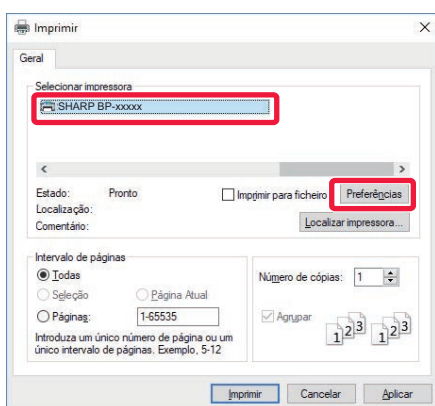 Imprimir
Geral
Selecionar impressora
SHARP BP-xxxxx
Estado: Pronto
Imprimir para ficheiro
Preferências
Localização:
Comentário:
Localizar impressora...
Intervalo de páginas
Todas
Seleção
Página Atual
Páginas:
1-65535
Introduza um único número de página ou um
único intervalo de páginas. Exemplo, 5-12
Número de cópias: 1
Agrupar
1 2 3
1 2 3
Imprimir
Cancelar
Aplicar